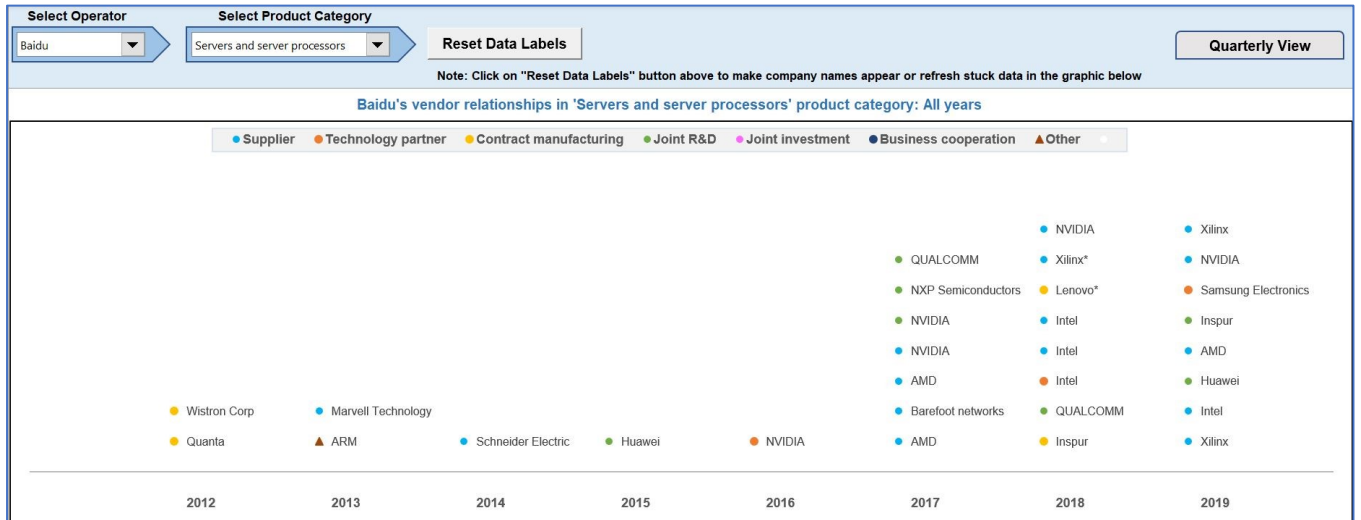 Select Operator Select Product Category
Baidu Servers and server processors Reset Data Labels Quarterly View
Note: Click on "Reset Data Labels" button above to make company names appear or refresh stuck data in the graphic below
Baidu's vendor relationships in 'Servers and server processors' product category: All years
Supplier Technology partner Contract manufacturing Joint R&D Joint investment Business cooperation Other
NVIDIA Xilinx
QUALCOMM Xilinx* NVIDIA
NXP Semiconductors Lenovo* Samsung Electronics
NVIDIA Intel Inspur
NVIDIA Intel AMD
AMD Intel Huawei
Wistron Corp Marvell Technology Barefoot networks QUALCOMM Intel
Quanta ARM Schneider Electric Huawei NVIDIA AMD Inspur Xilinx
2012 2013 2014 2015 2016 2017 2018 2019